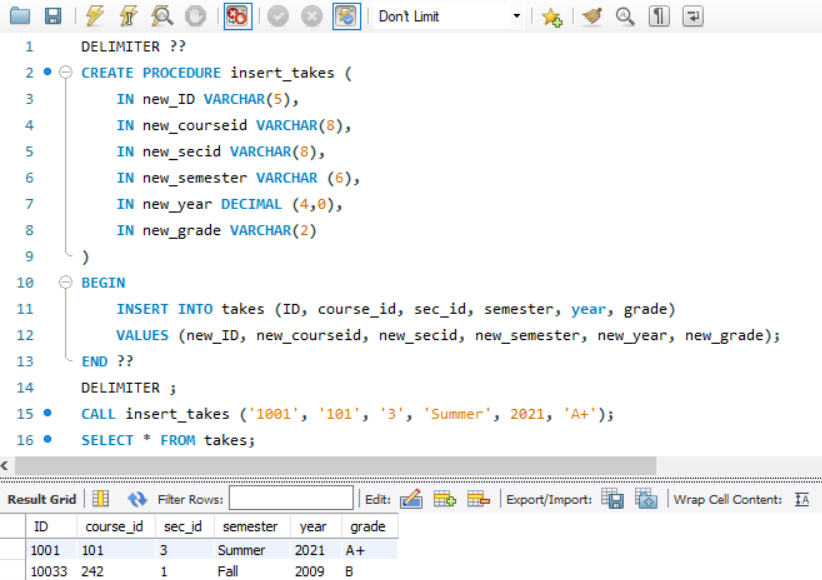 Don't Limit
1 DELIMITER ??
2 CREATE PROCEDURE insert_takes (
3 IN new_ID VARCHAR(5),
4 IN new_courseid VARCHAR(8),
5 IN new_secid VARCHAR(8),
6 IN new_semester VARCHAR (6),
7 IN new_year DECIMAL (4,0),
8 IN new_grade VARCHAR(2)
9 )
10 BEGIN
11 INSERT INTO takes (ID, course_id, sec_id, semester, year, grade)
12 VALUES (new_ID, new_courseid, new_secid, new_semester, new_year, new_grade);
13 END ??
14 DELIMITER ;
15 CALL insert_takes ('1001', '101', '3', 'Summer', 2021, 'A+');
16 SELECT * FROM takes;
Result Grid Filter Rows: Edit: Export/Import: Wrap Cell Content:
ID course_id sec_id semester year grade
1001 101 3 Summer 2021 A+
10033 242 1 Fall 2009 B